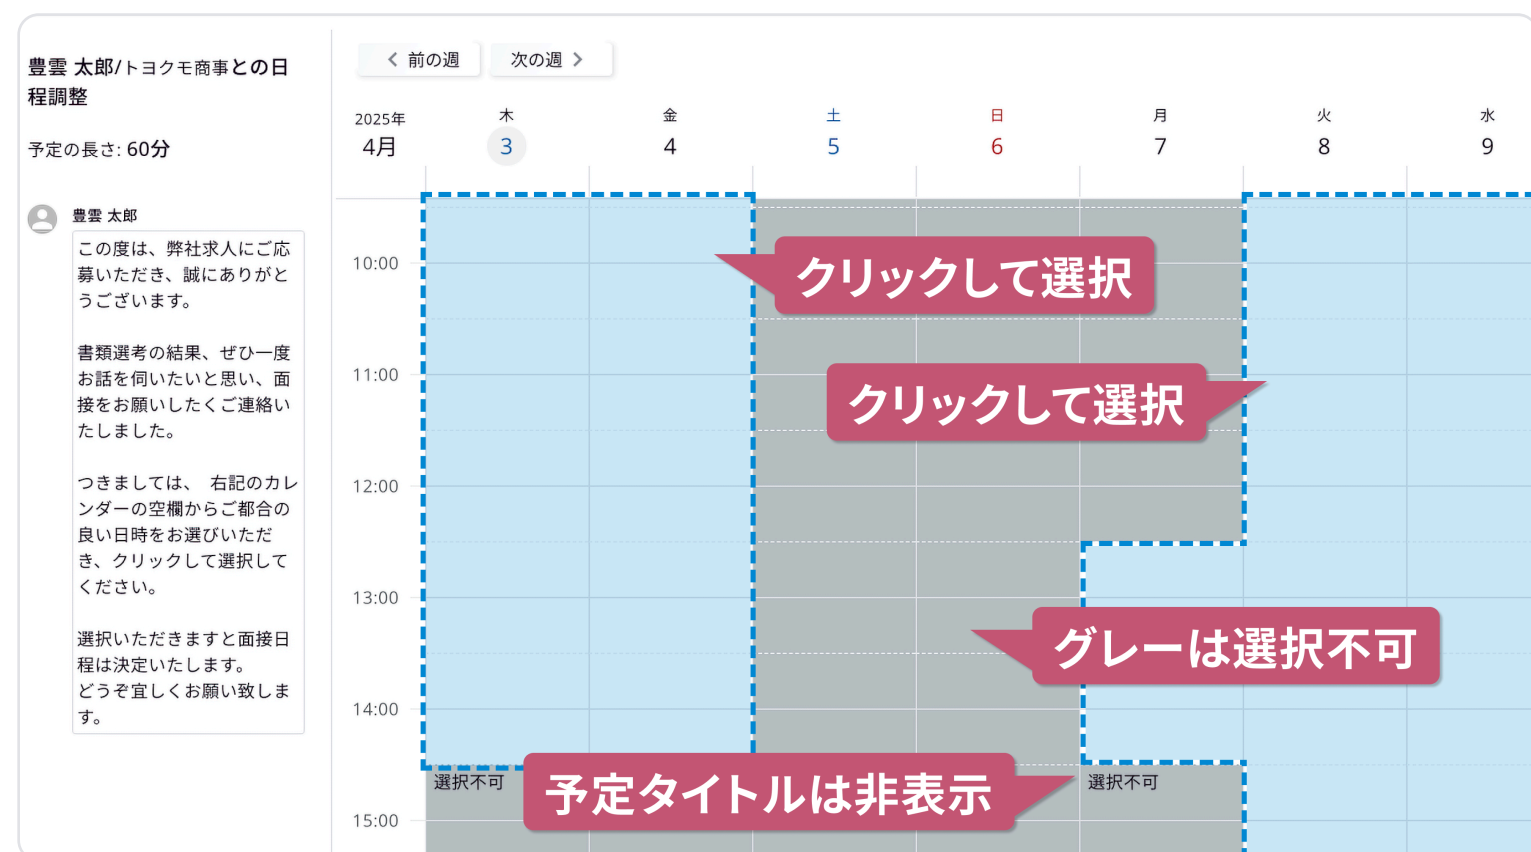 豊雲 太郎/トヨクモ商事との日
程調整
予定の長さ: 60分
豊雲 太郎
この度は、弊社求人にご応
募いただき、誠にありがと
うございます。
書類選考の結果、ぜひ一度
お話を伺いたいと思い、面
接をお願いしたくご連絡い
たしました。
つきましては、 右記のカレ
ンダーの空欄からご都合の
良い日時をお選びいただ
き、クリックして選択して
ください。
選択いただきますと面接日
程は決定いたします。
どうぞ宜しくお願い致しま
す。
前の週 次の週
2025年 木 金 土 日 月 火 水
4月 3 4 5 6 7 8 9
10:00
クリックして選択
11:00
クリックして選択
12:00
13:00
グレーは選択不可
14:00
選択不可 予定タイトルは非表示 選択不可
15:00